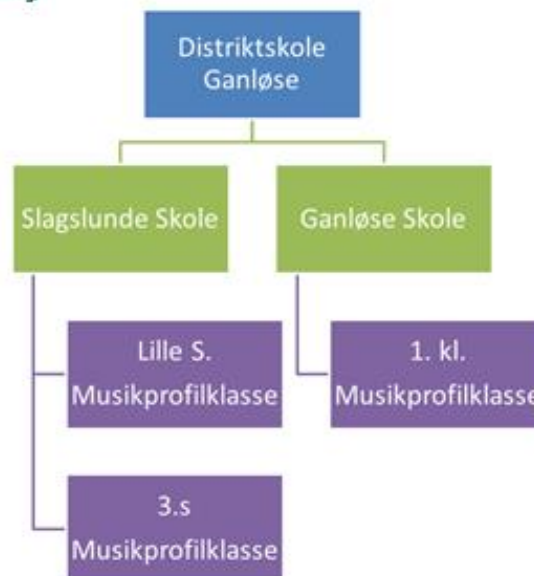 Distriktskole
Ganløse
Slagslunde Skole
Ganløse Skole
Lille S.
Musikprofilklasse
1. kl.
Musikprofilklasse
3.s
Musikprofilklasse